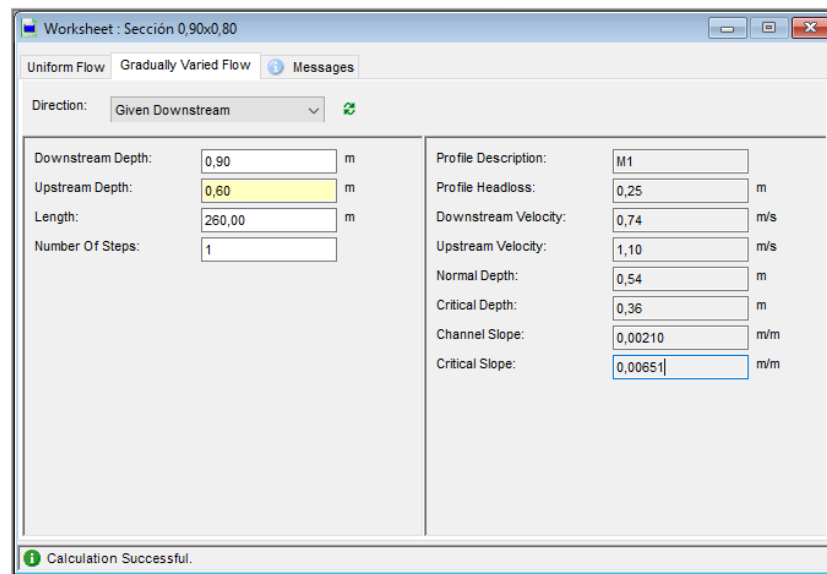 Worksheet : Sección 0,90x0,80
Uniform Flow Gradually Varied Flow Messages
Direction: Given Downstream
Downstream Depth: 0,90 m
Upstream Depth: 0,60 m
Length: 260,00 m
Number Of Steps: 1
Profile Description: M1
Profile Headloss: 0,25 m
Downstream Velocity: 0,74 m/s
Upstream Velocity: 1,10 m/s
Normal Depth: 0,54 m
Critical Depth: 0,36 m
Channel Slope: 0,00210 m/m
Critical Slope: 0,00651 m/m
Calculation Successful.